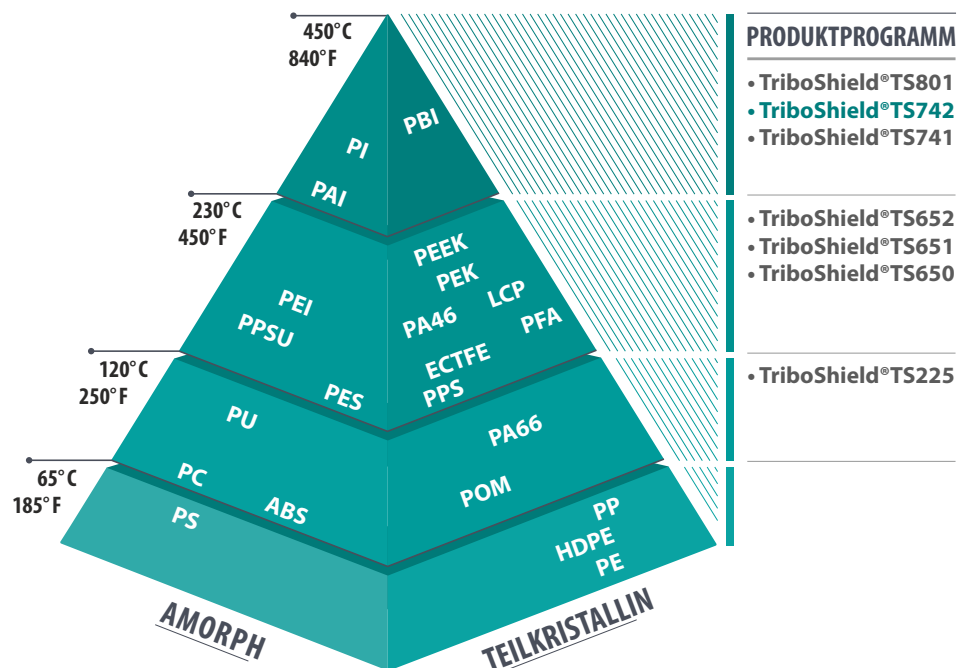 450°C
840°F
PRODUKTPROGRAMM
• TriboShield®TS801
• TriboShield®TS742
• TriboShield®TS741
PBI
PI
PAI
230°C
450°F
• TriboShield®TS652
• TriboShield®TS651
• TriboShield®TS650
PEEK
PEK
LCP
PEI
PA46
PFA
PPSU
ECTFE
PES
PPS
120°C
250°F
• TriboShield®TS225
PU
PA66
PC
POM
ABS
65°C
185°F
PS
PP
HDPE
PE
AMORPH
TEILKRISTALLIN